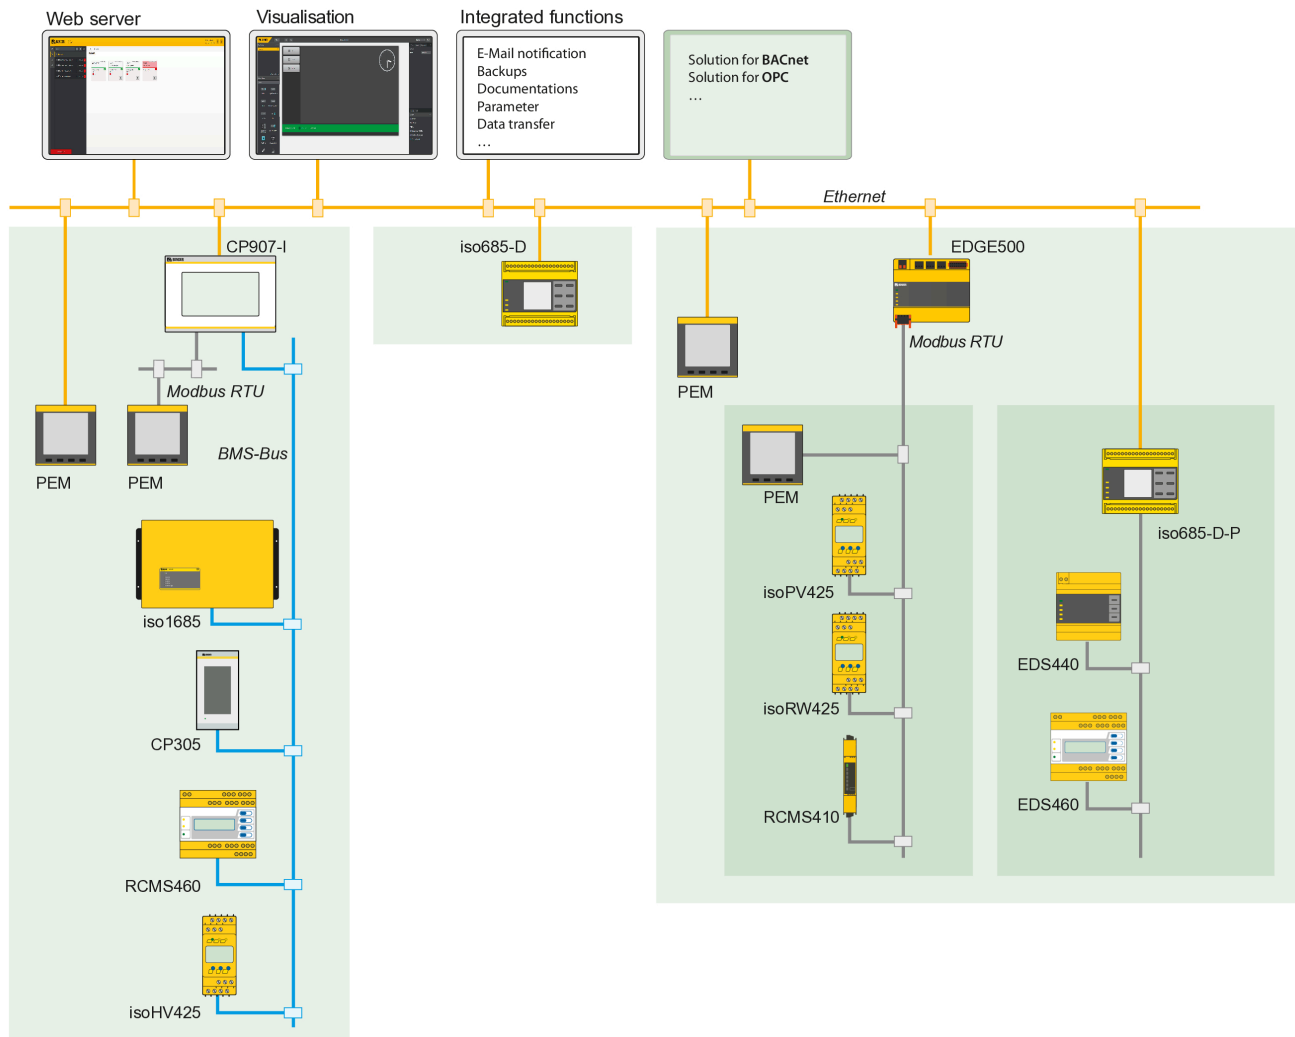 Web server
Visualisation
Integrated functions
E-Mail notification
Backups
Documentations
Parameter
Data transfer
...
Solution for BACnet
Solution for OPC
...
Ethernet
CP907-I
iso685-D
EDGE500
Modbus RTU
PEM
Modbus RTU
BMS-Bus
PEM
PEM
PEM
iso685-D-P
isoPV425
iso1685
EDS440
isoRW425
CP305
EDS460
RCMS410
RCMS460
isoHV425